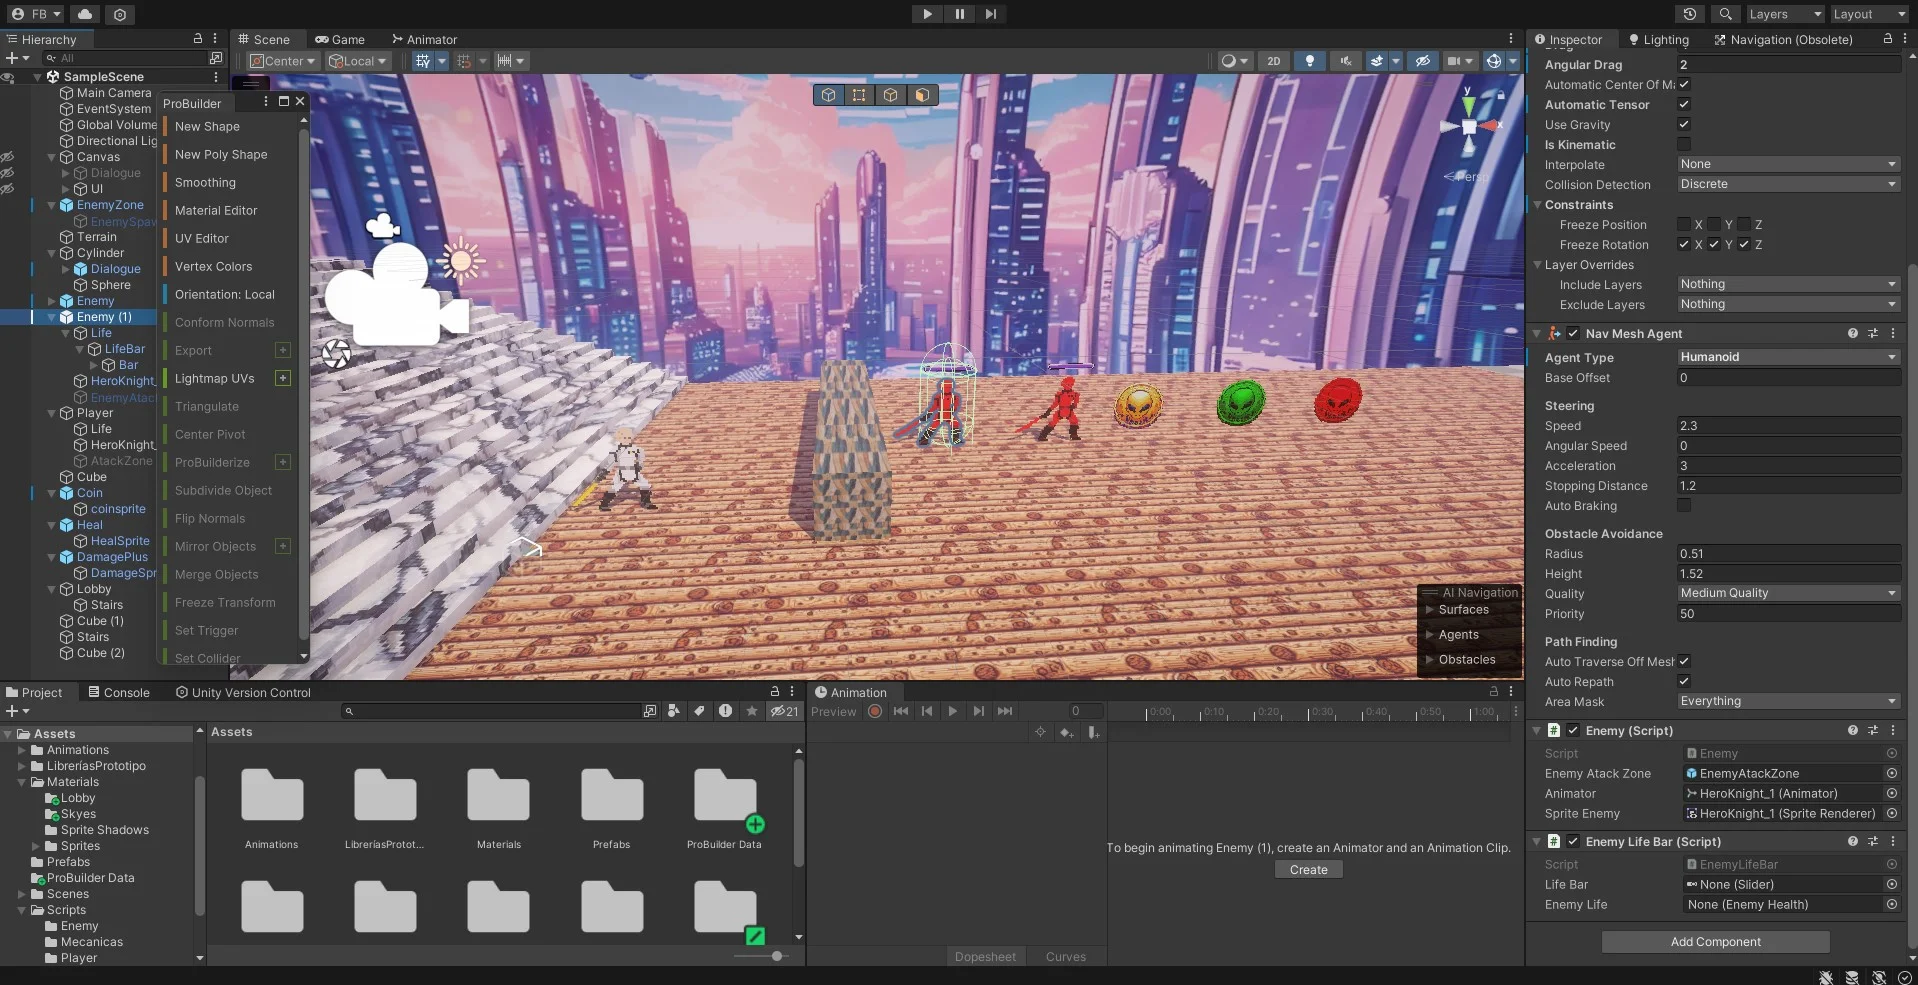 FB
Layers
Layout
Hierarchy
All
SampleScene
Main Camera
EventSystem
Global Volume
Directional Lig
Canvas
Dialogue
UI
EnemyZone
EnemySpaw
Terrain
Cylinder
Dialogue
Sphere
Enemy
Enemy (1)
Life
LifeBar
Bar
HeroKnight_
EnemyAtac
Player
Life
HeroKnight_
AtackZone
Cube
Coin
coinsprite
Heal
HealSprite
DamagePlus
DamageSpr
Lobby
Stairs
Cube (1)
Stairs
Cube (2)
ProBuilder
New Shape
New Poly Shape
Smoothing
Material Editor
UV Editor
Vertex Colors
Orientation: Local
Conform Normals
Export
Lightmap UVs
Triangulate
Center Pivot
ProBuilderize
Subdivide Object
Flip Normals
Mirror Objects
Merge Objects
Freeze Transform
Set Trigger
Set Collider
Scene
Game
Animator
Center
Local
2D
y
x
Persp
AI Navigation
Surfaces
Agents
Obstacles
Inspector
Lighting
Navigation (Obsolete)
Drag
Angular Drag
2
Automatic Center Of Ma
Automatic Tensor
Use Gravity
Is Kinematic
Interpolate
None
Collision Detection
Discrete
Constraints
Freeze Position
X Y Z
Freeze Rotation
X Y Z
Layer Overrides
Include Layers
Nothing
Exclude Layers
Nothing
Nav Mesh Agent
Agent Type
Humanoid
Base Offset
0
Steering
Speed
2.3
Angular Speed
0
Acceleration
3
Stopping Distance
1.2
Auto Braking
Obstacle Avoidance
Radius
0.51
Height
1.52
Quality
Medium Quality
Priority
50
Path Finding
Auto Traverse Off Mesh
Auto Repath
Area Mask
Everything
Enemy (Script)
Script
Enemy
Enemy Atack Zone
EnemyAtackZone
Animator
HeroKnight_1 (Animator)
Sprite Enemy
HeroKnight_1 (Sprite Renderer)
Enemy Life Bar (Script)
Script
EnemyLifeBar
Life Bar
None (Slider)
Enemy Life
None (Enemy Health)
Add Component
Project
Console
Unity Version Control
21
Assets
Animations
LibreríasPrototipo
Materials
Lobby
Skyes
Sprite Shadows
Sprites
Prefabs
ProBuilder Data
Scenes
Scripts
Enemy
Mecanicas
Player
Assets
Animations
LibreríasProtot...
Materials
Prefabs
ProBuilder Data
Animation
Preview
0
0:00
0:10
0:20
0:30
0:40
0:50
1:00
To begin animating Enemy (1), create an Animator and an Animation Clip.
Create
Dopesheet
Curves